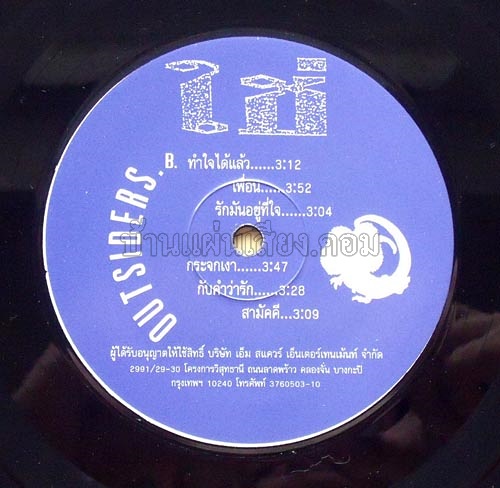 OUTSIDERS.
B. ทำใจได้แล้ว......3:12
เพื่อน.....3:52
รักมันอยู่ที่ใจ......3:04
บ้านแผ่นเสียง.คอม
กระจกเงา......3:47
กับคำว่ารัก......3:28
สามัคคี...3:09
ผู้ได้รับอนุญาตให้ใช้สิทธิ์ บริษัท เอ็ม สแควร์ เอ็นเตอร์เทนเม้นท์ จำกัด
2991/29-30 โครงการวิสุทธานี ถนนลาดพร้าว คลองจั่น บางกะปิ
กรุงเทพฯ 10240 โทรศัพท์ 3760503-10